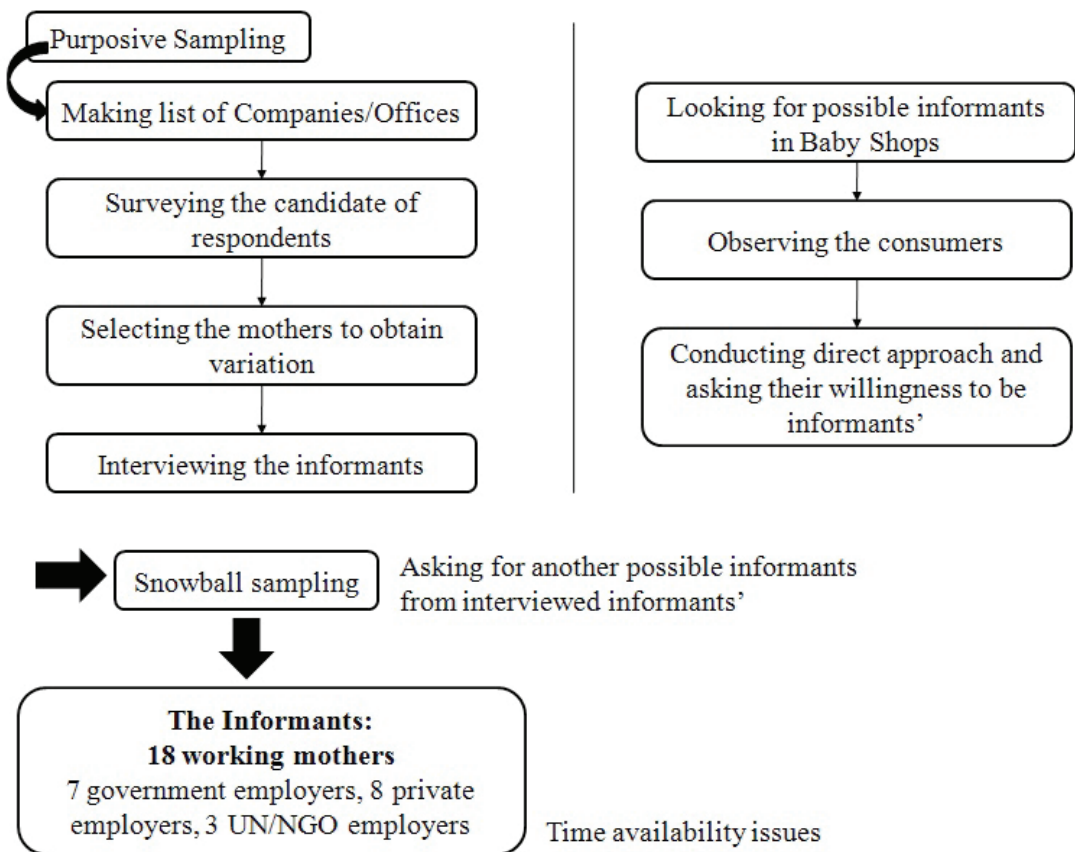 Purposive Sampling
Making list of Companies/Offices
Surveying the candidate of
respondents
Selecting the mothers to obtain
variation
Interviewing the informants
Looking for possible informants
in Baby Shops
Observing the consumers
Conducting direct approach and
asking their willingness to be
informants’
Snowball sampling
Asking for another possible informants
from interviewed informants’
The Informants:
18 working mothers
7 government employers, 8 private
employers, 3 UN/NGO employers
Time availability issues